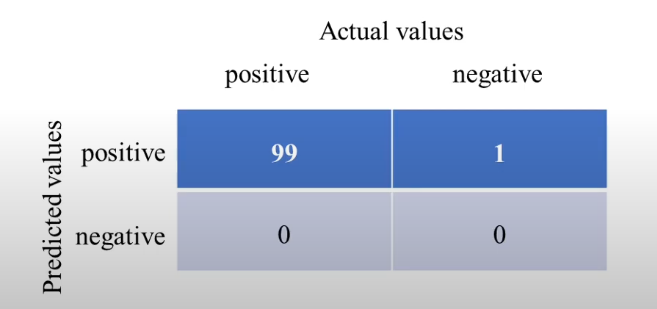 Actual values
positive negative
Predicted values
positive 99 1
negative 0 0